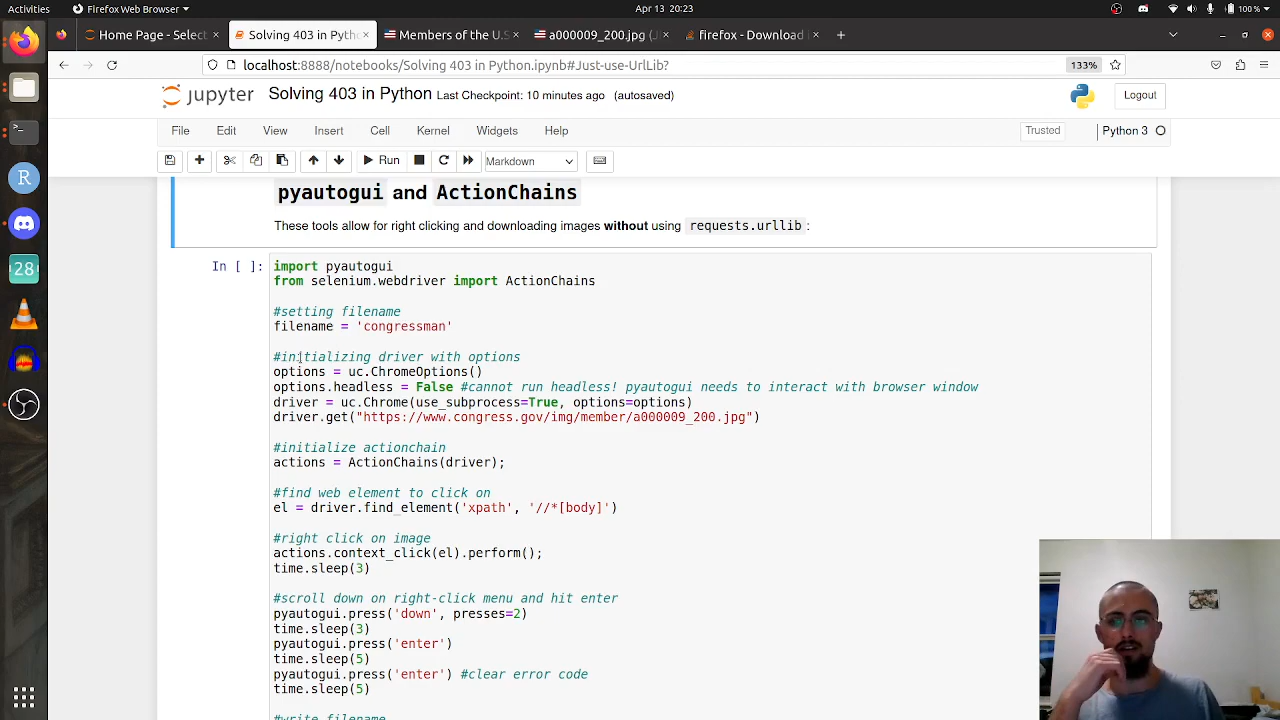 Activities
Firefox Web Browser
Apr 13 20:23
100%
Home Page - Select
Solving 403 in Pytho
Members of the U.S
a000009_200.jpg (J
firefox - Download
localhost:8888/notebooks/Solving 403 in Python.ipynb#Just-use-UrlLib?
133%
jupyter
Solving 403 in Python Last Checkpoint: 10 minutes ago (autosaved)
Logout
File Edit View Insert Cell Kernel Widgets Help
Trusted
Python 3
Run
Markdown
pyautogui and ActionChains
These tools allow for right clicking and downloading images without using requests.urllib :
In [ ]:
import pyautogui
from selenium.webdriver import ActionChains
#setting filename
filename = 'congressman'
#initializing driver with options
options = uc.ChromeOptions()
options.headless = False #cannot run headless! pyautogui needs to interact with browser window
driver = uc.Chrome(use_subprocess=True, options=options)
driver.get("https://www.congress.gov/img/member/a000009_200.jpg")
#initialize actionchain
actions = ActionChains(driver);
#find web element to click on
el = driver.find_element('xpath', '//*[body]')
#right click on image
actions.context_click(el).perform();
time.sleep(3)
#scroll down on right-click menu and hit enter
pyautogui.press('down', presses=2)
time.sleep(3)
pyautogui.press('enter')
time.sleep(5)
pyautogui.press('enter') #clear error code
time.sleep(5)
#write filename
R
28